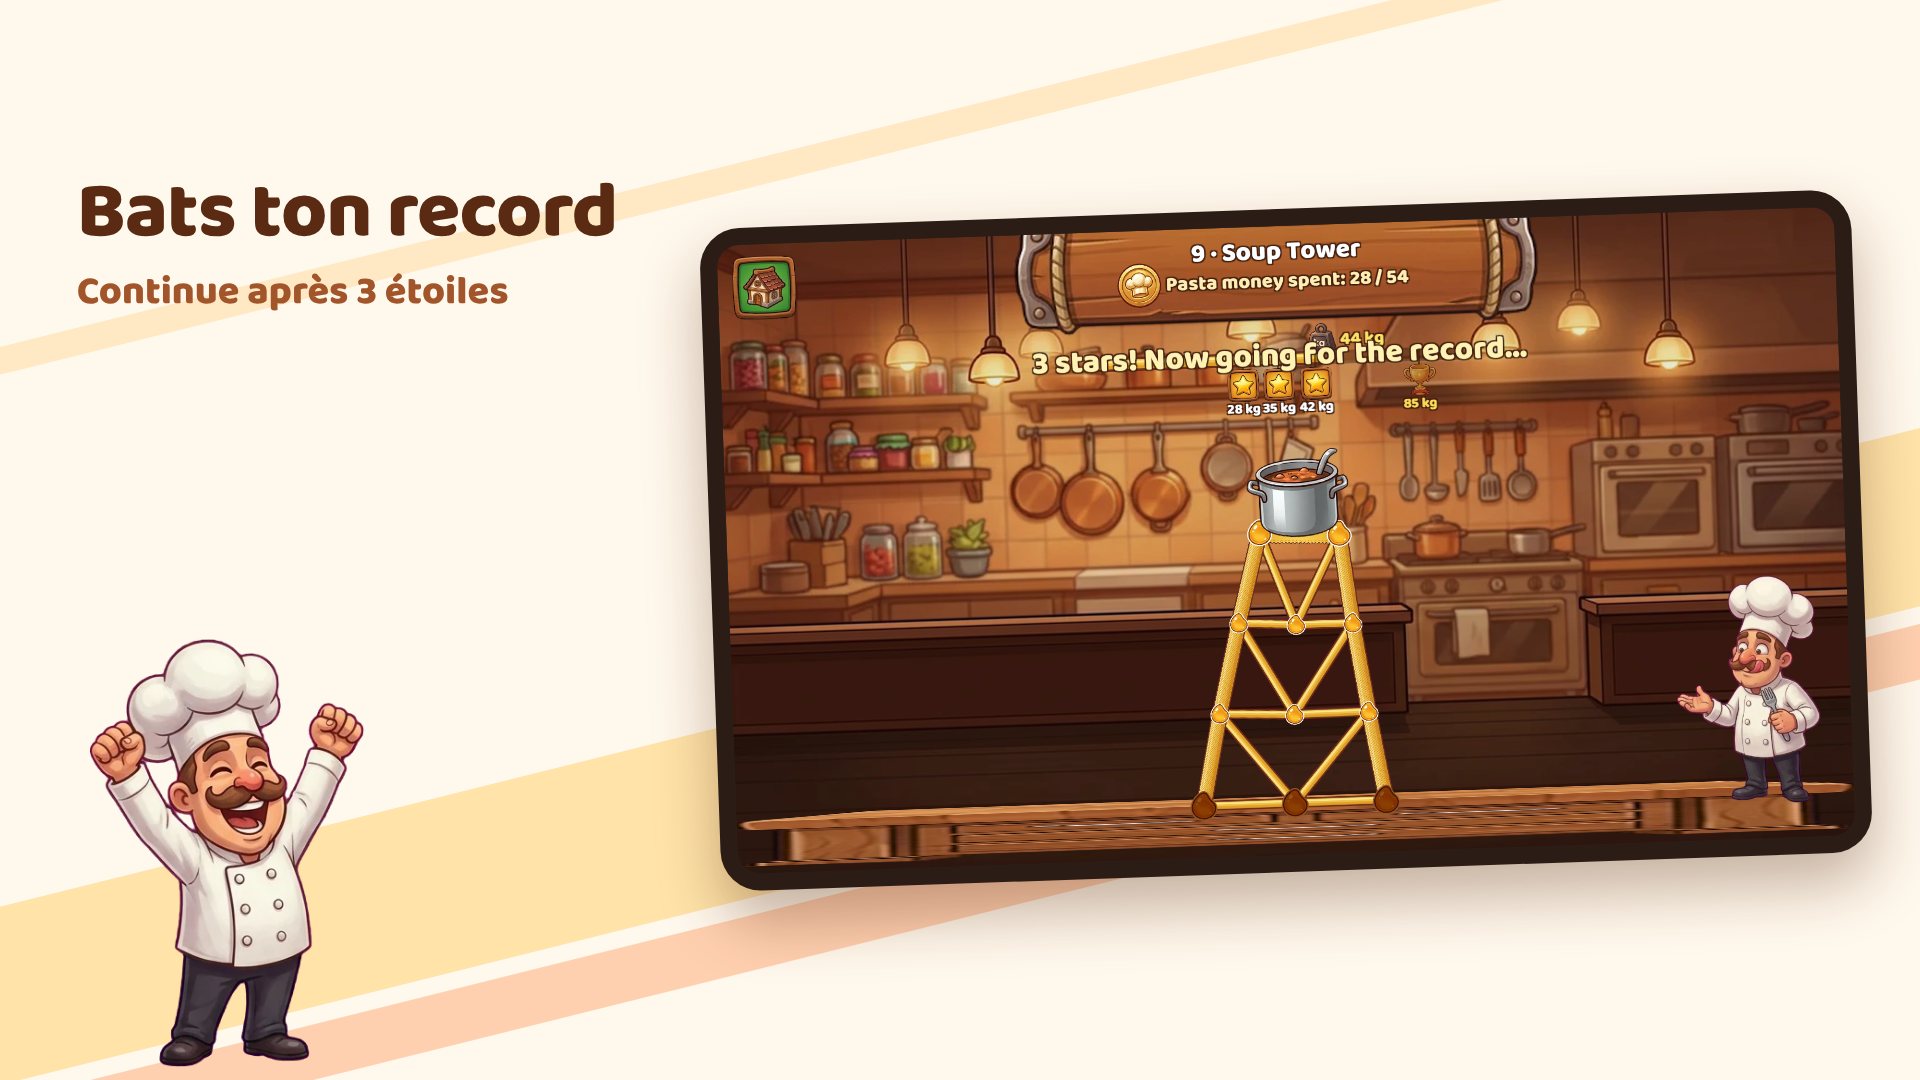 Bats ton record
Continue après 3 étoiles
9 · Soup Tower
Pasta money spent: 28 / 54
44 kg
3 stars! Now going for the record...
28 kg 35 kg 42 kg
85 kg